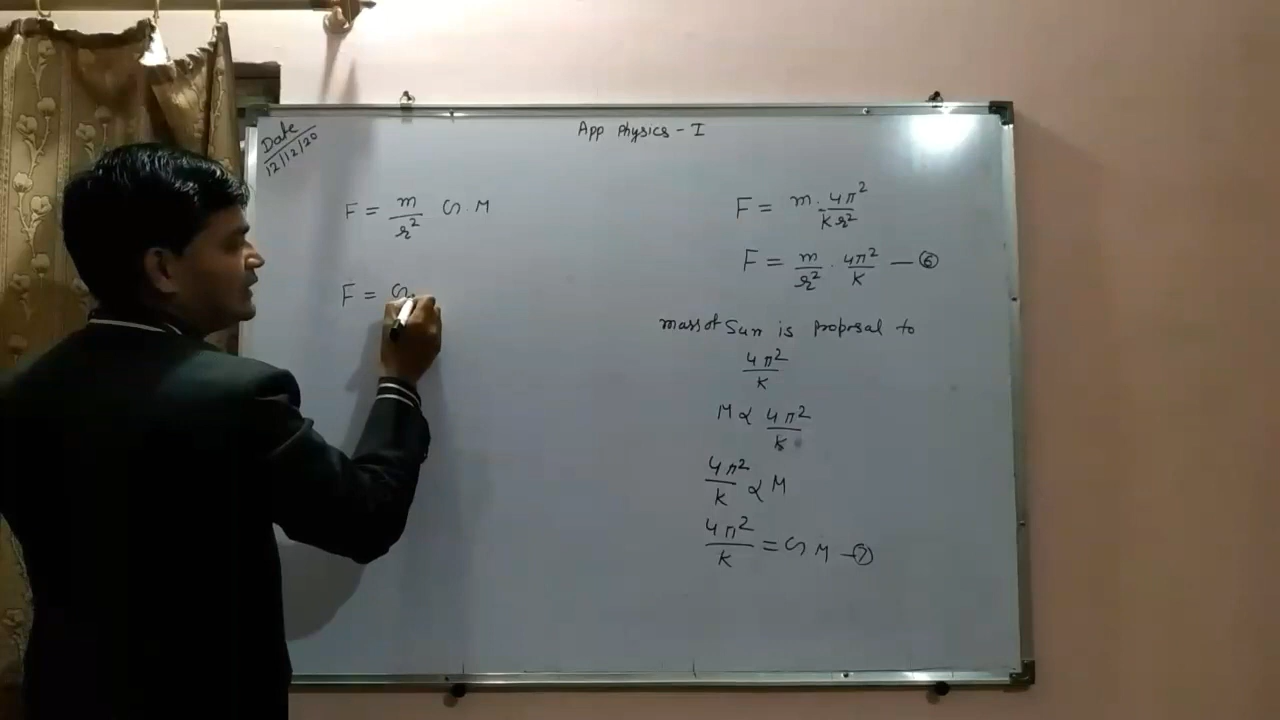 App Physics - I
Date
12/12/20
F = m/r² G.M
F = G.
F = m · 4π²/kr²
F = m/r² · 4π²/k — ⑥
mass of Sun is proprsal to
4π²/k
M ∝ 4π²/k
4π²/k ∝ M
4π²/k = G M — ⑦